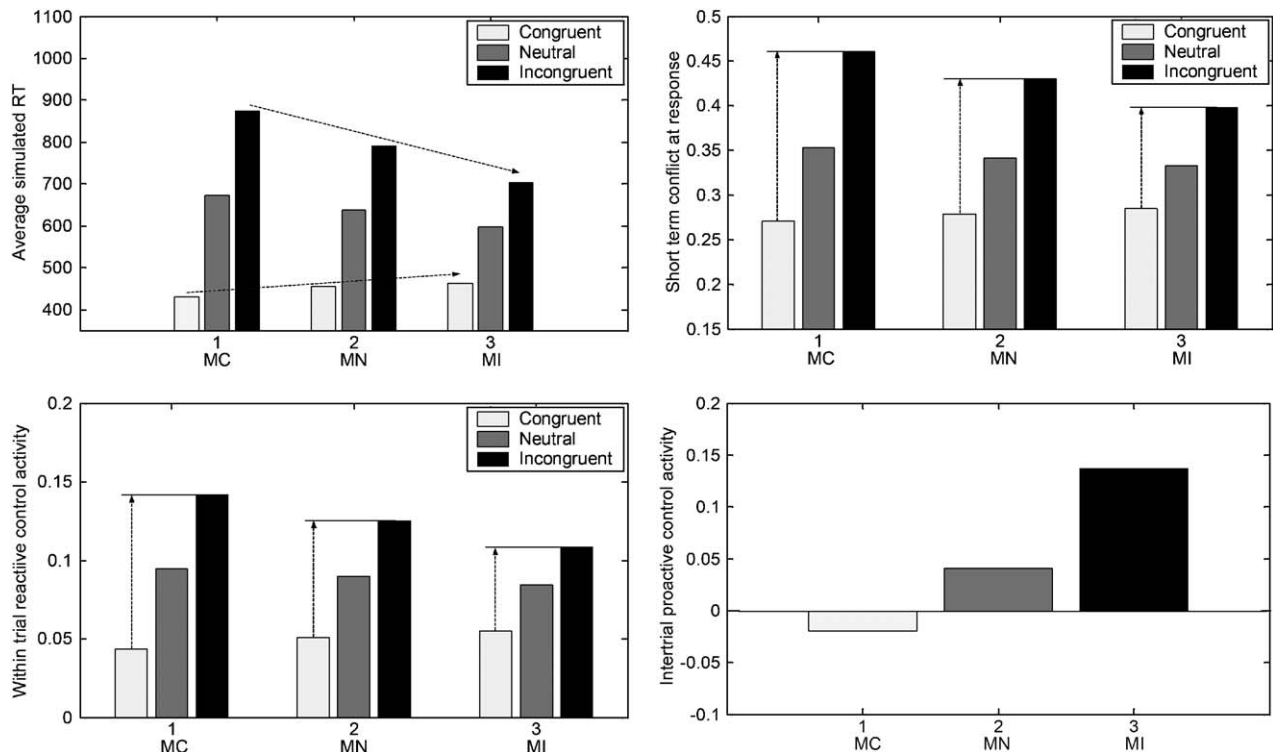 Average simulated RT
1100
1000
900
800
700
600
500
400
Congruent
Neutral
Incongruent
1
MC
2
MN
3
MI
Short term conflict at response
0.5
0.45
0.4
0.35
0.3
0.25
0.2
0.15
Congruent
Neutral
Incongruent
1
MC
2
MN
3
MI
Within trial reactiive control activity
0.2
0.15
0.1
0.05
0
Congruent
Neutral
Incongruent
1
MC
2
MN
3
MI
Intertrial proactive control activity
0.2
0.15
0.1
0.05
0
-0.05
-0.1
1
MC
2
MN
3
MI